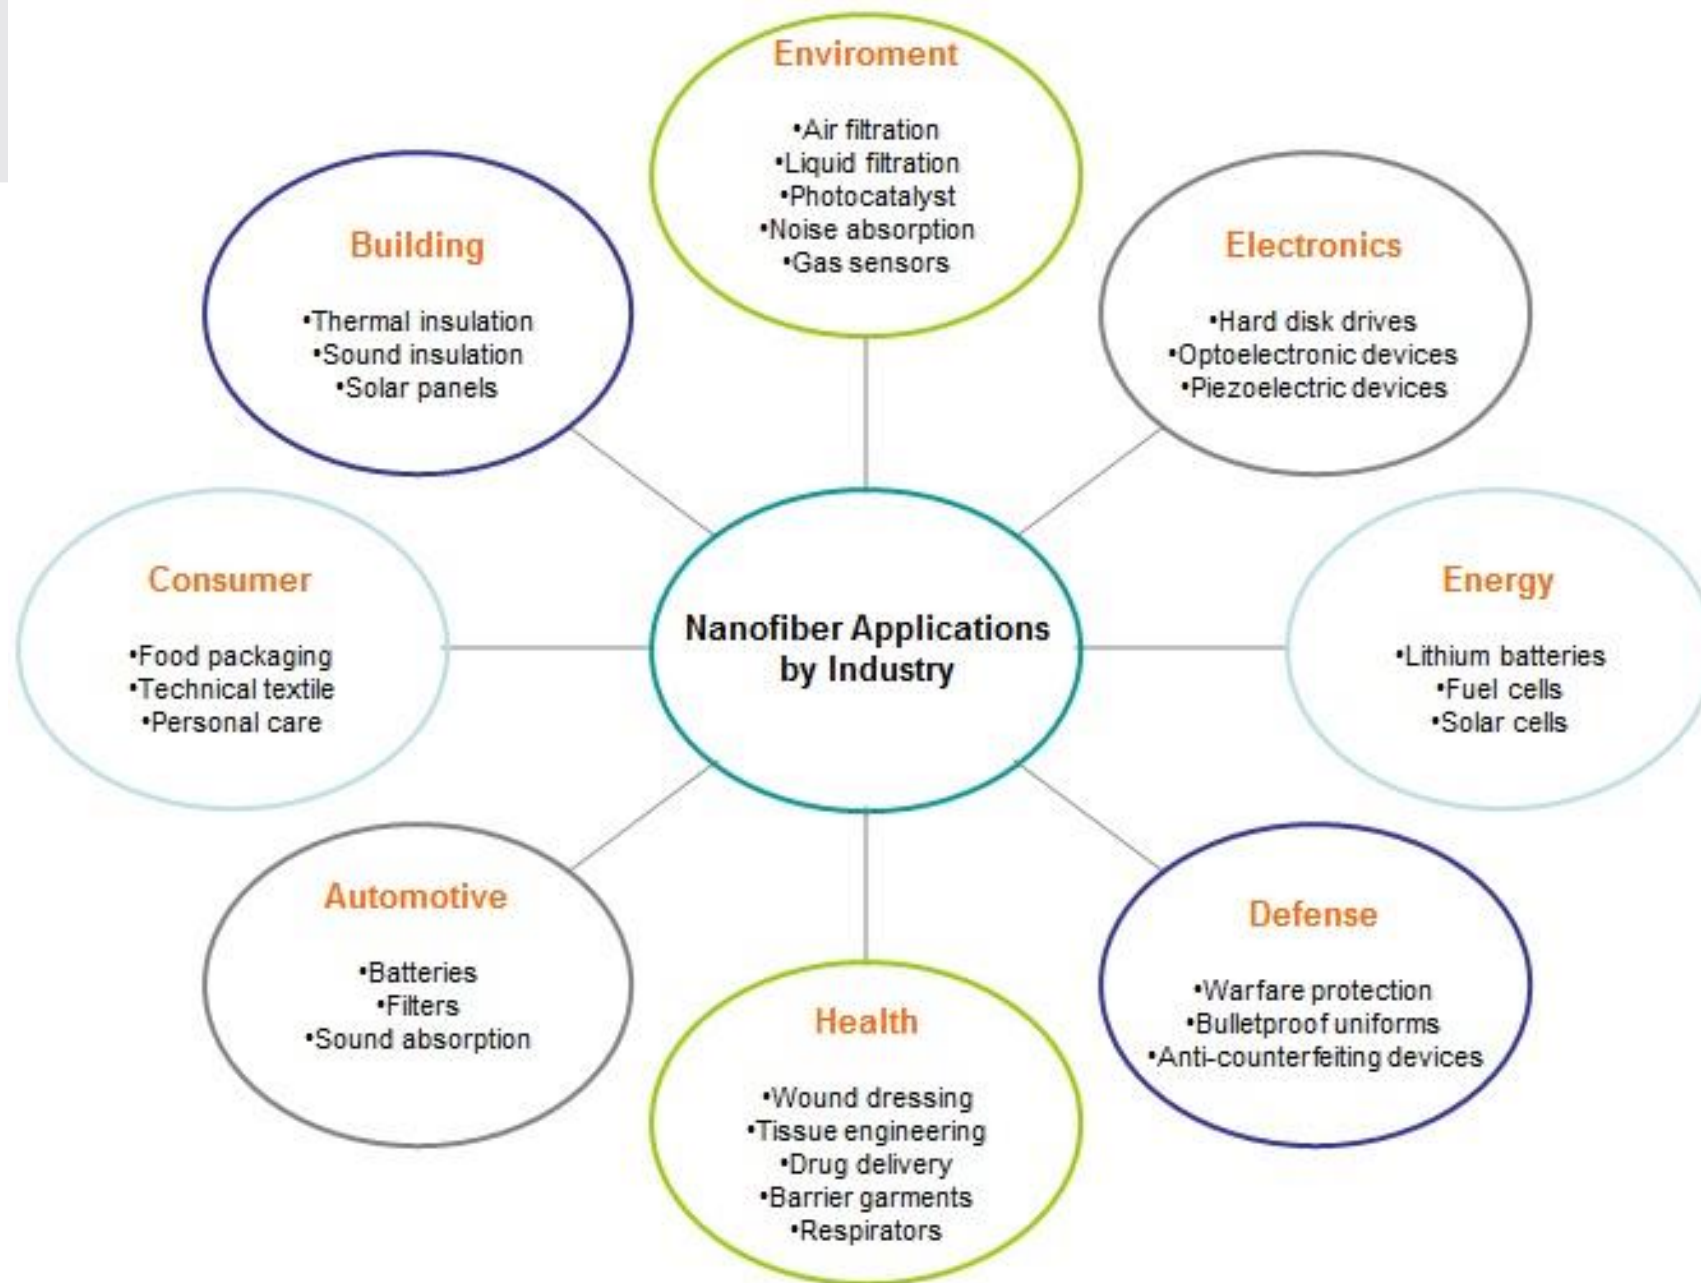 Enviroment
•Air filtration
•Liquid filtration
•Photocatalyst
•Noise absorption
•Gas sensors
Building
•Thermal insulation
•Sound insulation
•Solar panels
Electronics
•Hard disk drives
•Optoelectronic devices
•Piezoelectric devices
Consumer
•Food packaging
•Technical textile
•Personal care
Nanofiber Applications
by Industry
Energy
•Lithium batteries
•Fuel cells
•Solar cells
Automotive
•Batteries
•Filters
•Sound absorption
Health
•Wound dressing
•Tissue engineering
•Drug delivery
•Barrier garments
•Respirators
Defense
•Warfare protection
•Bulletproof uniforms
•Anti-counterfeiting devices